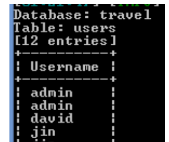 Database: travel
Table: users
[12 entries]
+----------+
| Username |
+----------+
| admin    |
| admin    |
| david    |
| jin      |